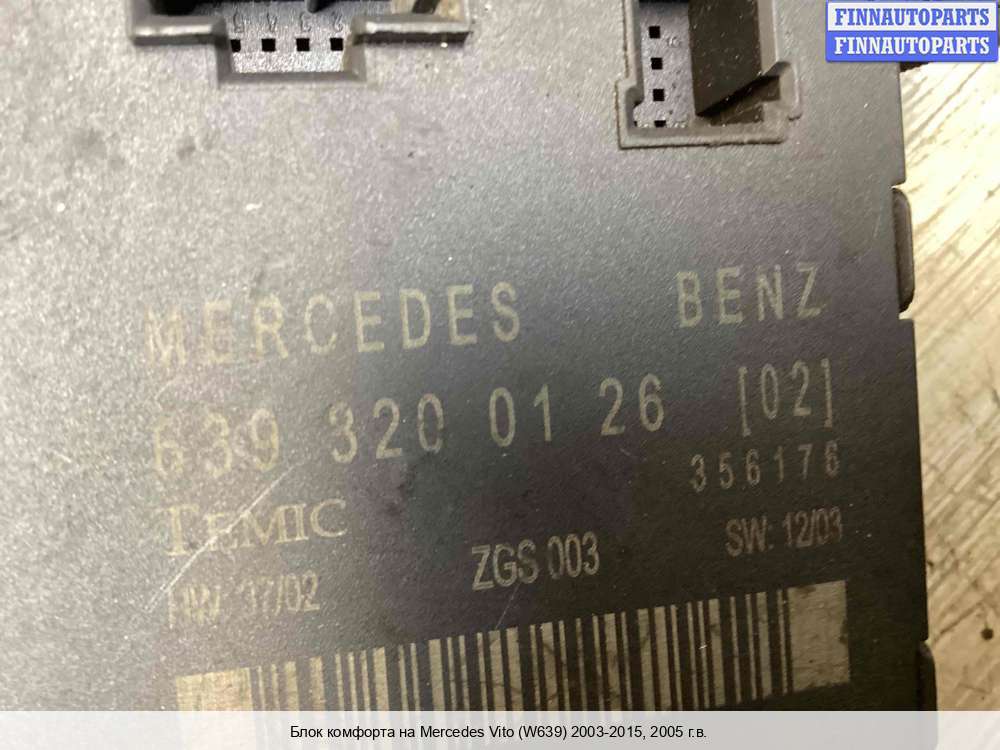 FINNAUTOPARTS
FINNAUTOPARTS
MERCEDES BENZ
639 320 01 26 [02]
356176
TEMIC
HW: 37/02 ZGS 003 SW: 12/03
Блок комфорта на Mercedes Vito (W639) 2003-2015, 2005 г.в.